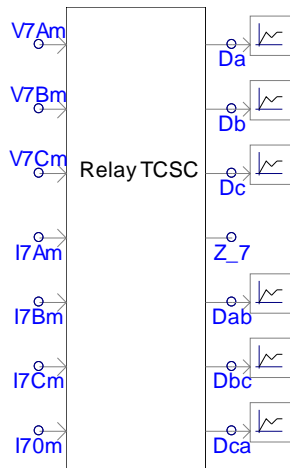 V7Am
Da
V7Bm
Db
V7Cm
Dc
Relay TCSC
I7Am
Z_7
I7Bm
Dab
I7Cm
Dbc
I70m
Dca